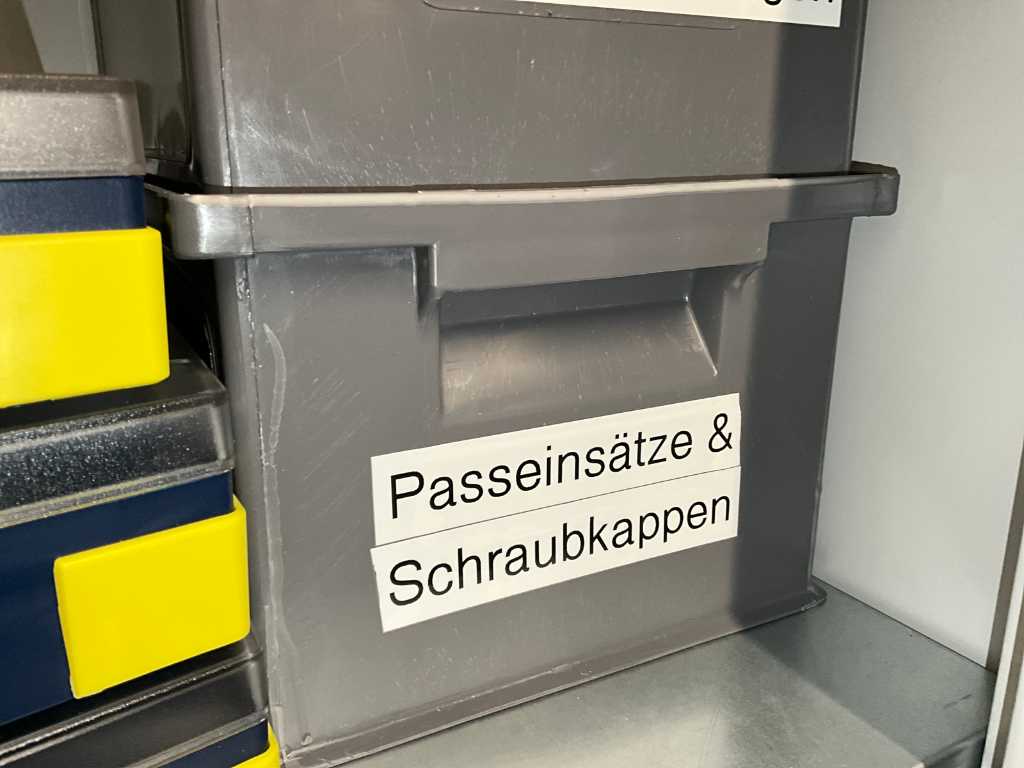 Passeinsätze &
Schraubkappen